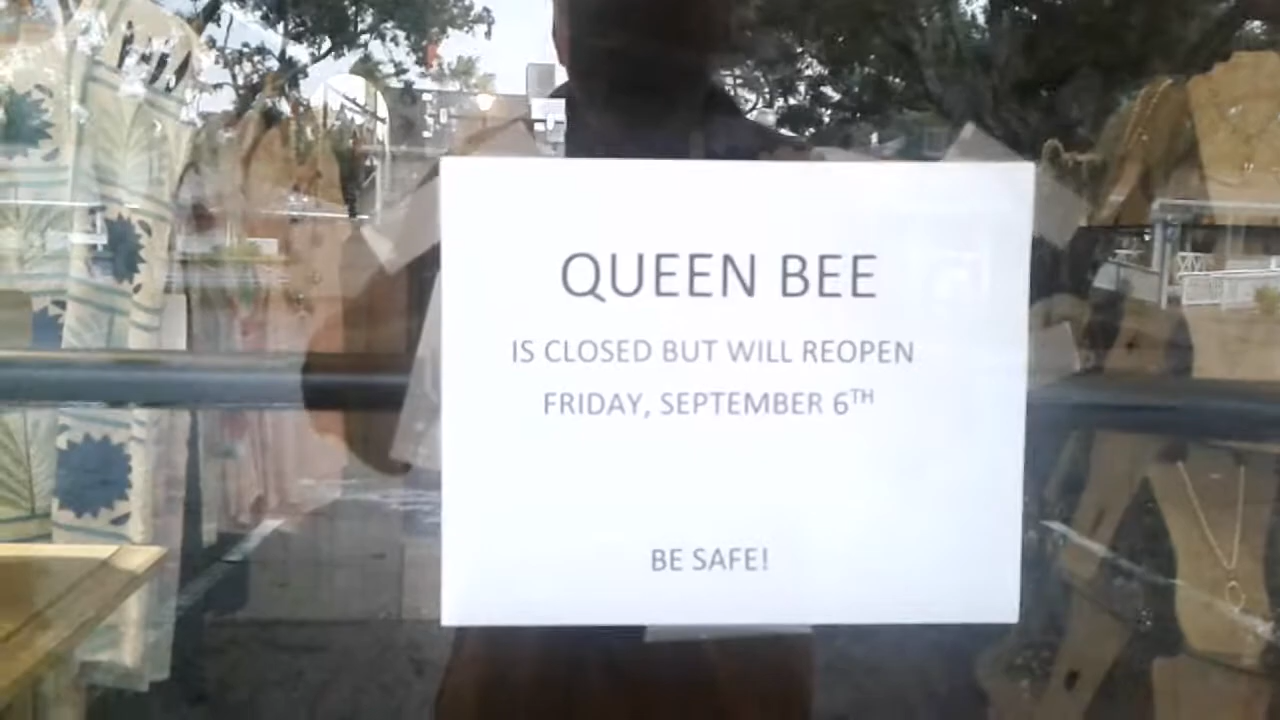 QUEEN BEE
IS CLOSED BUT WILL REOPEN
FRIDAY, SEPTEMBER 6TH
BE SAFE!